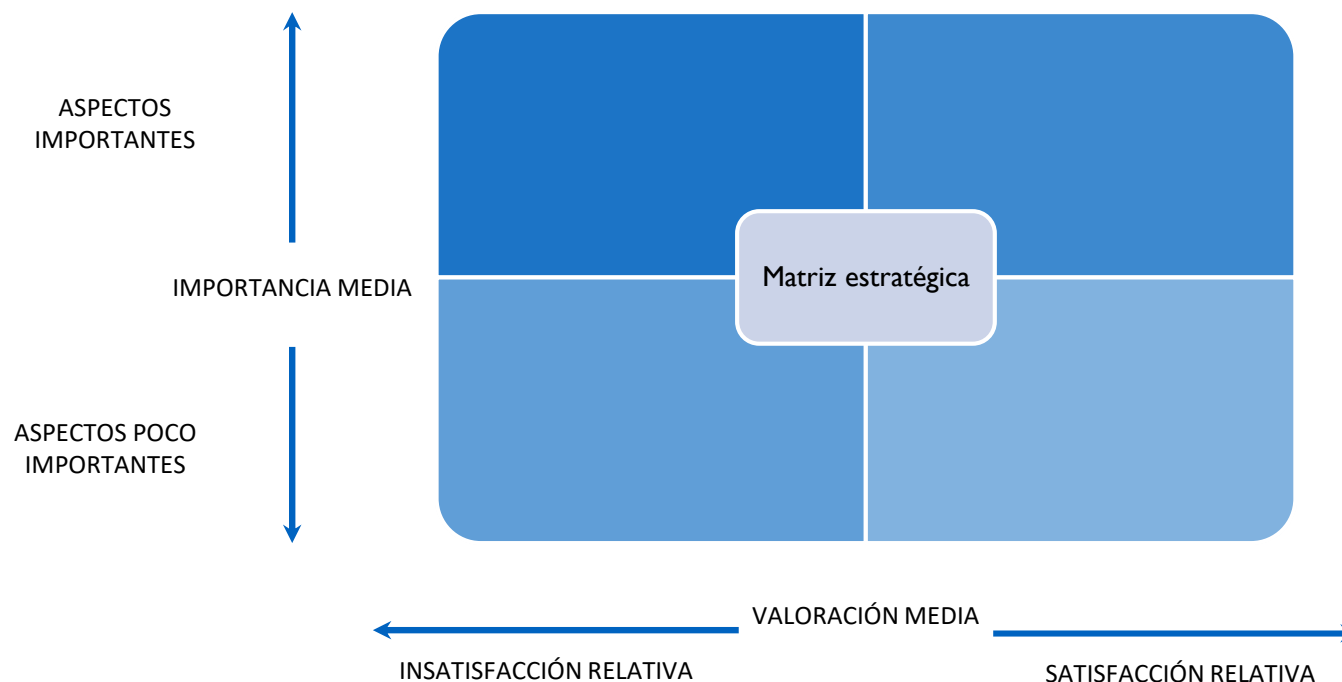 ASPECTOS
IMPORTANTES
IMPORTANCIA MEDIA
Matriz estratégica
ASPECTOS POCO
IMPORTANTES
VALORACIÓN MEDIA
INSATISFACCIÓN RELATIVA
SATISFACCIÓN RELATIVA